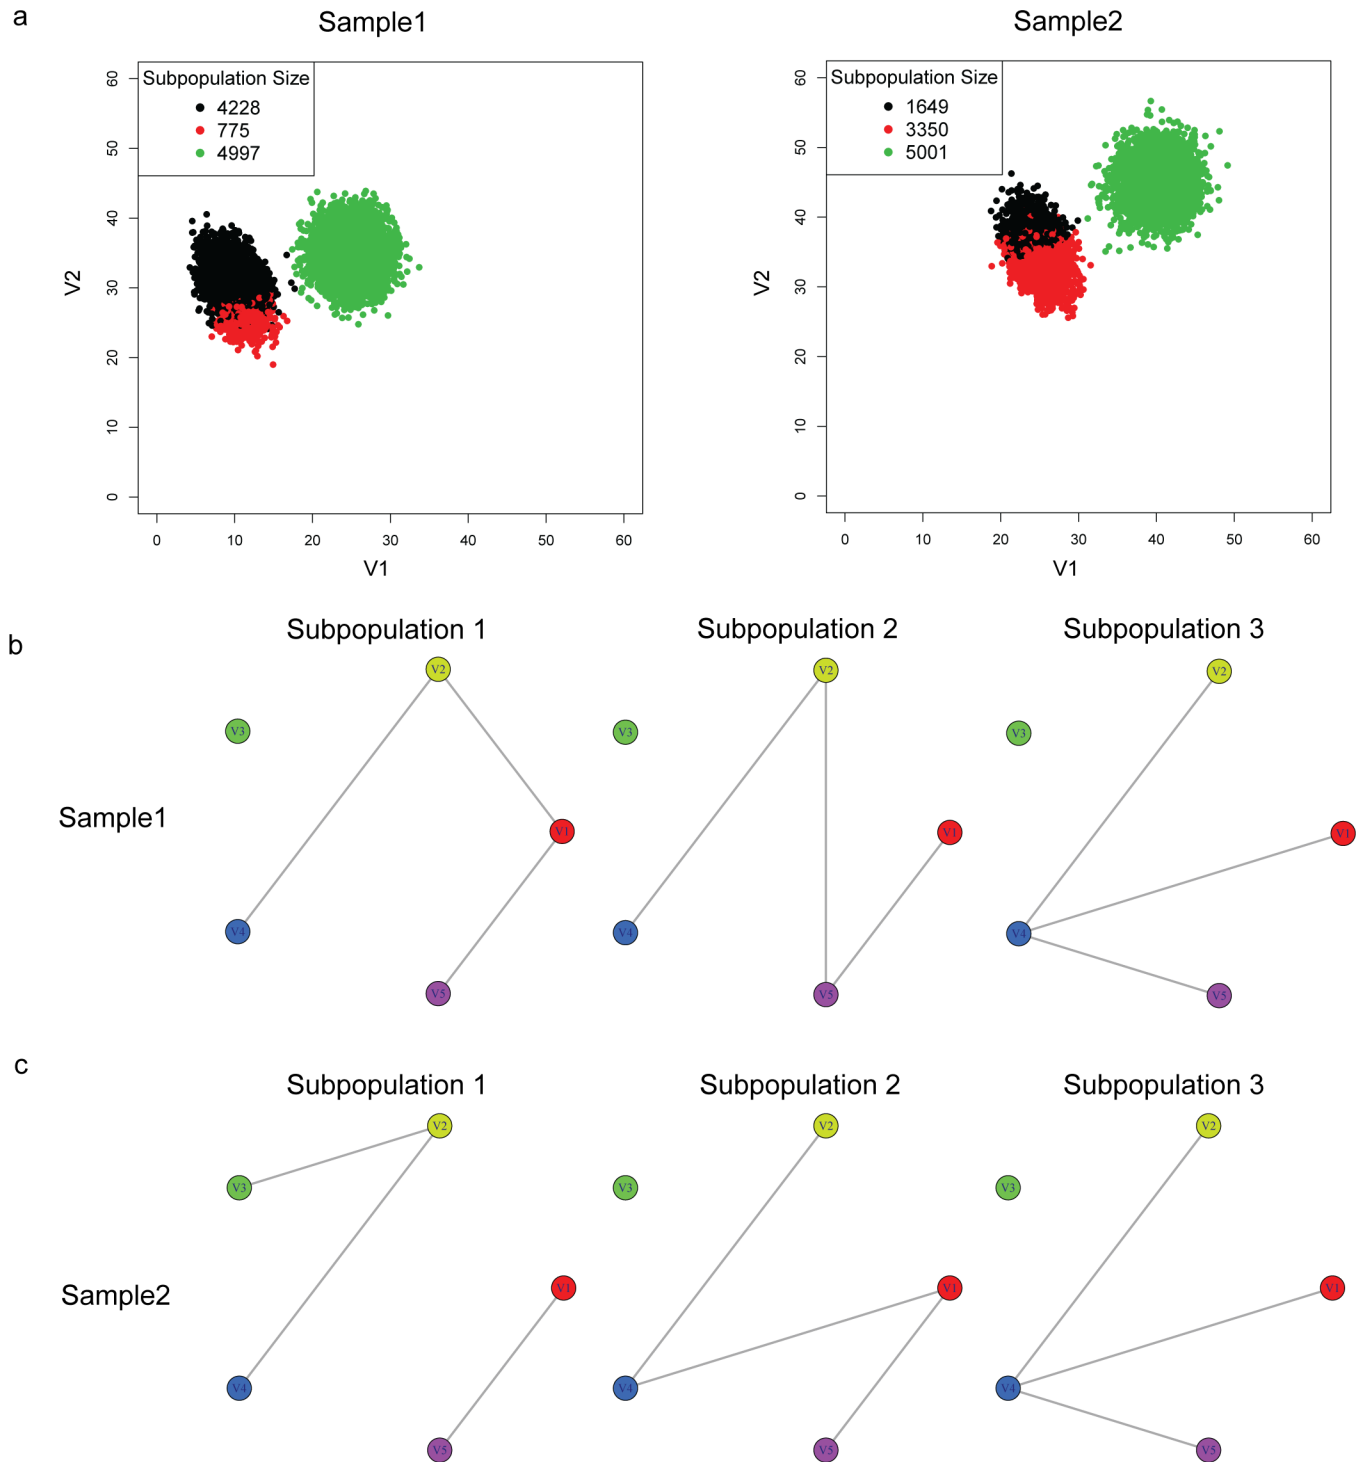 a
Sample1
Sample2
Subpopulation Size
4228
775
4997
Subpopulation Size
1649
3350
5001
V2
60
50
40
30
20
10
0
0 10 20 30 40 50 60
V1
V2
60
50
40
30
20
10
0
0 10 20 30 40 50 60
V1
b
Subpopulation 1
Subpopulation 2
Subpopulation 3
Sample1
V2
V3
V1
V4
V5
V2
V3
V1
V4
V5
V2
V3
V1
V4
V5
c
Subpopulation 1
Subpopulation 2
Subpopulation 3
Sample2
V2
V3
V1
V4
V5
V2
V3
V1
V4
V5
V2
V3
V1
V4
V5